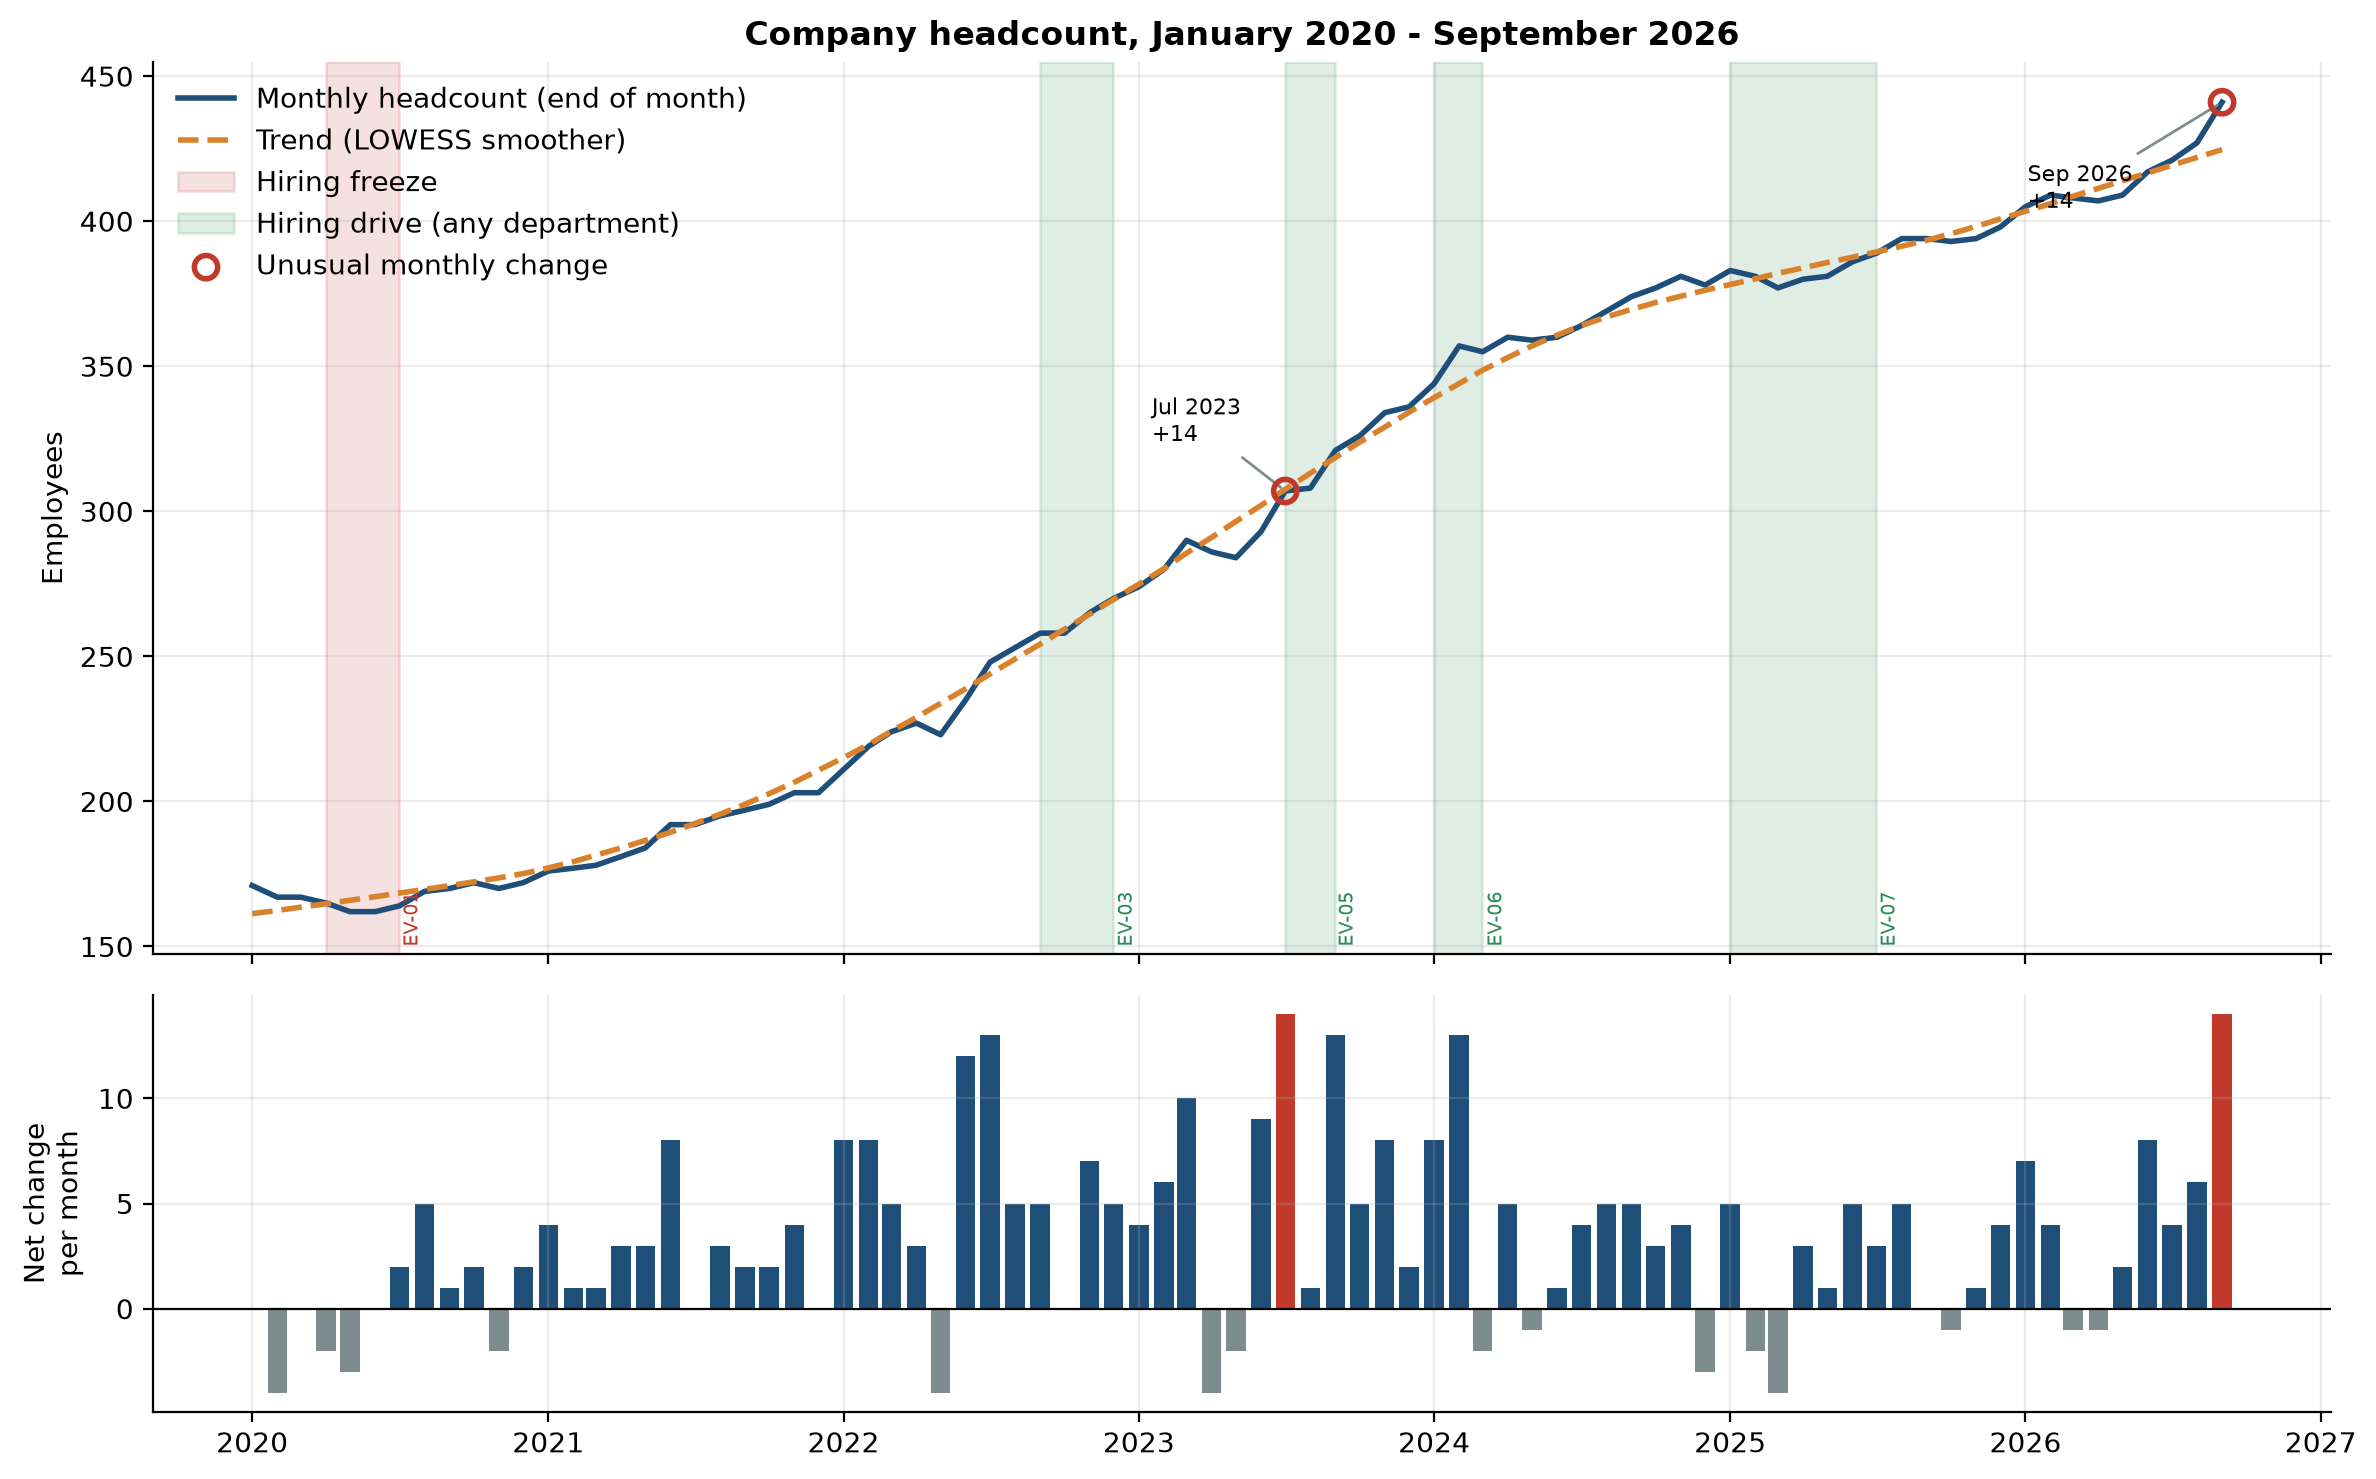 Company headcount, January 2020 - September 2026
Monthly headcount (end of month)
Trend (LOWESS smoother)
Hiring freeze
Hiring drive (any department)
Unusual monthly change
Employees
450
400
350
300
250
200
150
Jul 2023
+14
Sep 2026
+14
EV-03
EV-05
EV-06
EV-07
Net change
per month
10
5
0
2020
2021
2022
2023
2024
2025
2026
2027